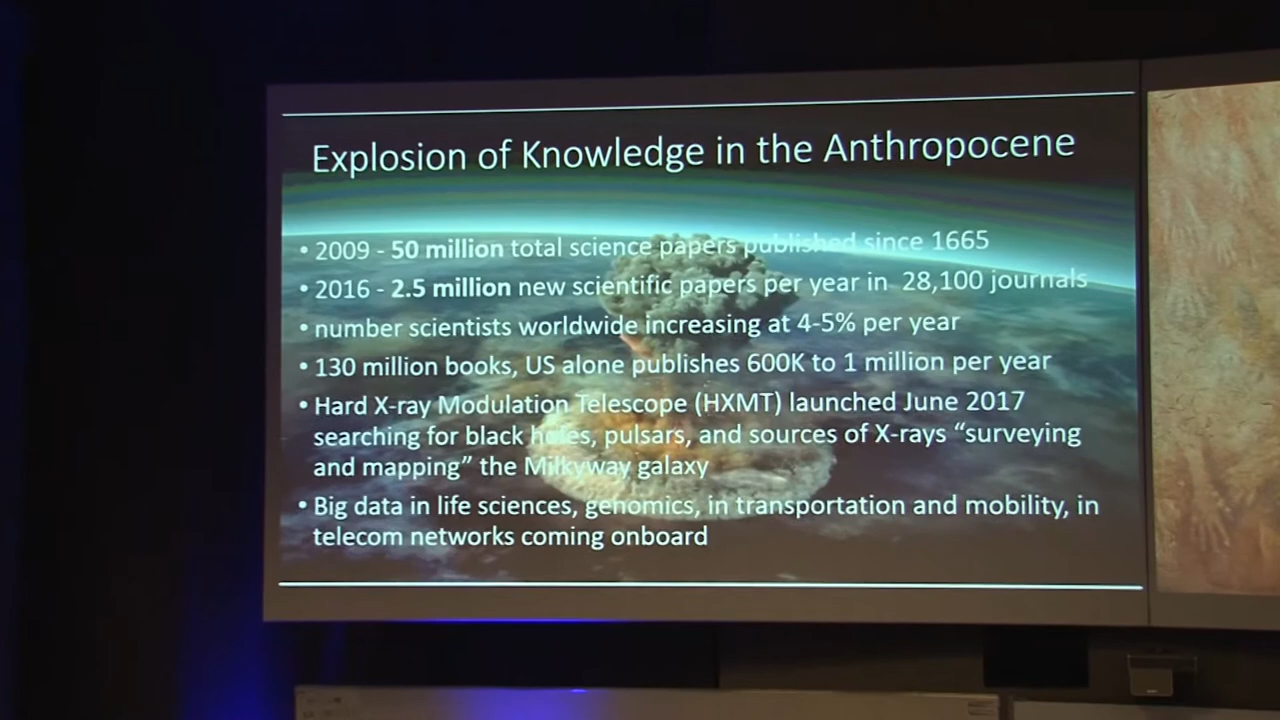 Explosion of Knowledge in the Anthropocene
• 2009 - 50 million total science papers published since 1665
• 2016 - 2.5 million new scientific papers per year in 28,100 journals
• number scientists worldwide increasing at 4-5% per year
• 130 million books, US alone publishes 600K to 1 million per year
• Hard X-ray Modulation Telescope (HXMT) launched June 2017
searching for black holes, pulsars, and sources of X-rays “surveying
and mapping” the Milkyway galaxy
• Big data in life sciences, genomics, in transportation and mobility, in
telecom networks coming onboard